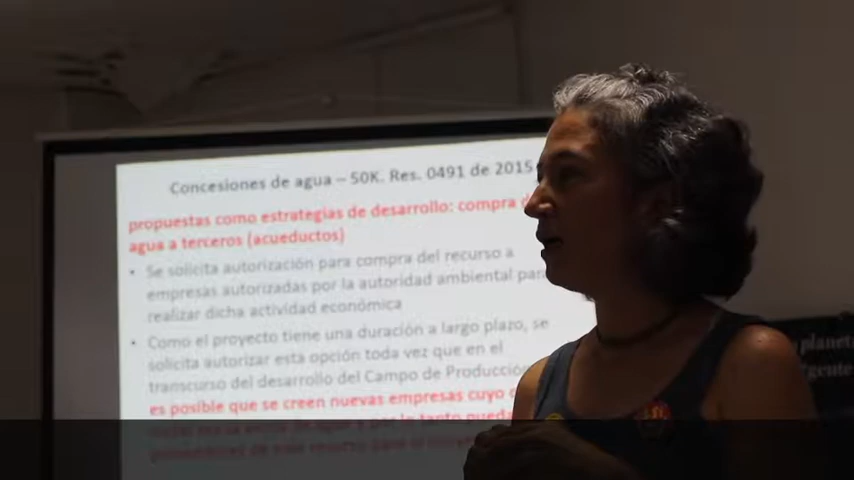 Concesiones de agua – 50K. Res. 0491 de 2015
propuestas como estrategias de desarrollo: compra
agua a terceros (acueductos)
• Se solicita autorización para compra del recurso a
empresas autorizadas por la autoridad ambiental
realizar dicha actividad económica
• Como el proyecto tiene una duración a largo plazo, se
solicita autorizar esta opción toda vez que en el
transcurso del desarrollo del Campo de Producción
es posible que se creen nuevas empresas cuyo
planeta